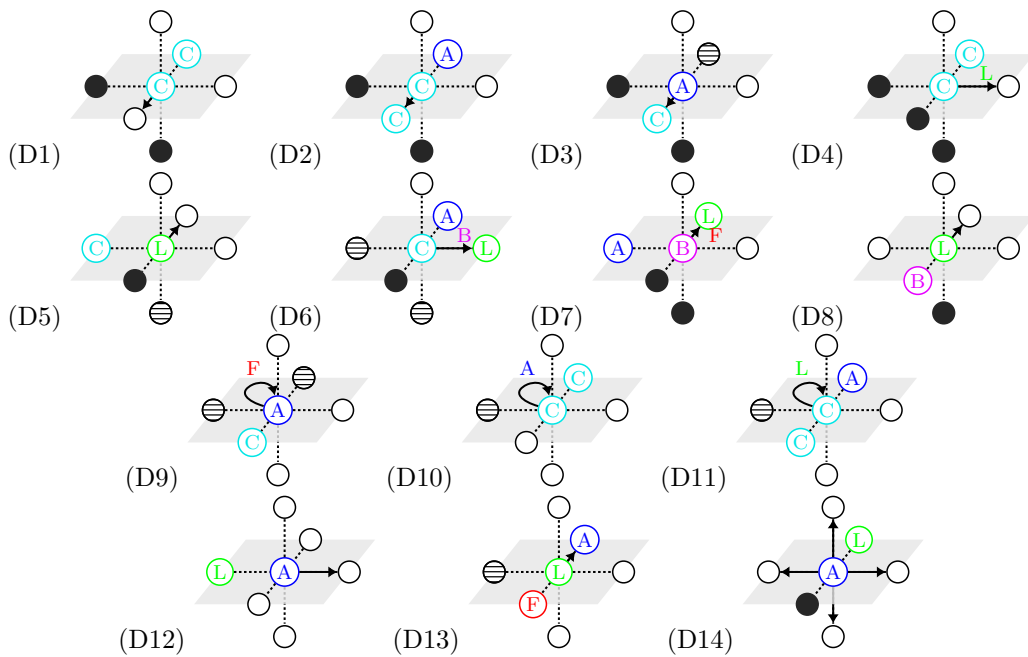 C A C
C C A L C
(D1) C (D2) C (D3) C (D4)
A L
C L C B L A B F L
(D5) (D6) (D7) (D8) B
F A L A
A C C C
(D9) C (D10) (D11) C
A L
L A L A
(D12) (D13) F (D14)